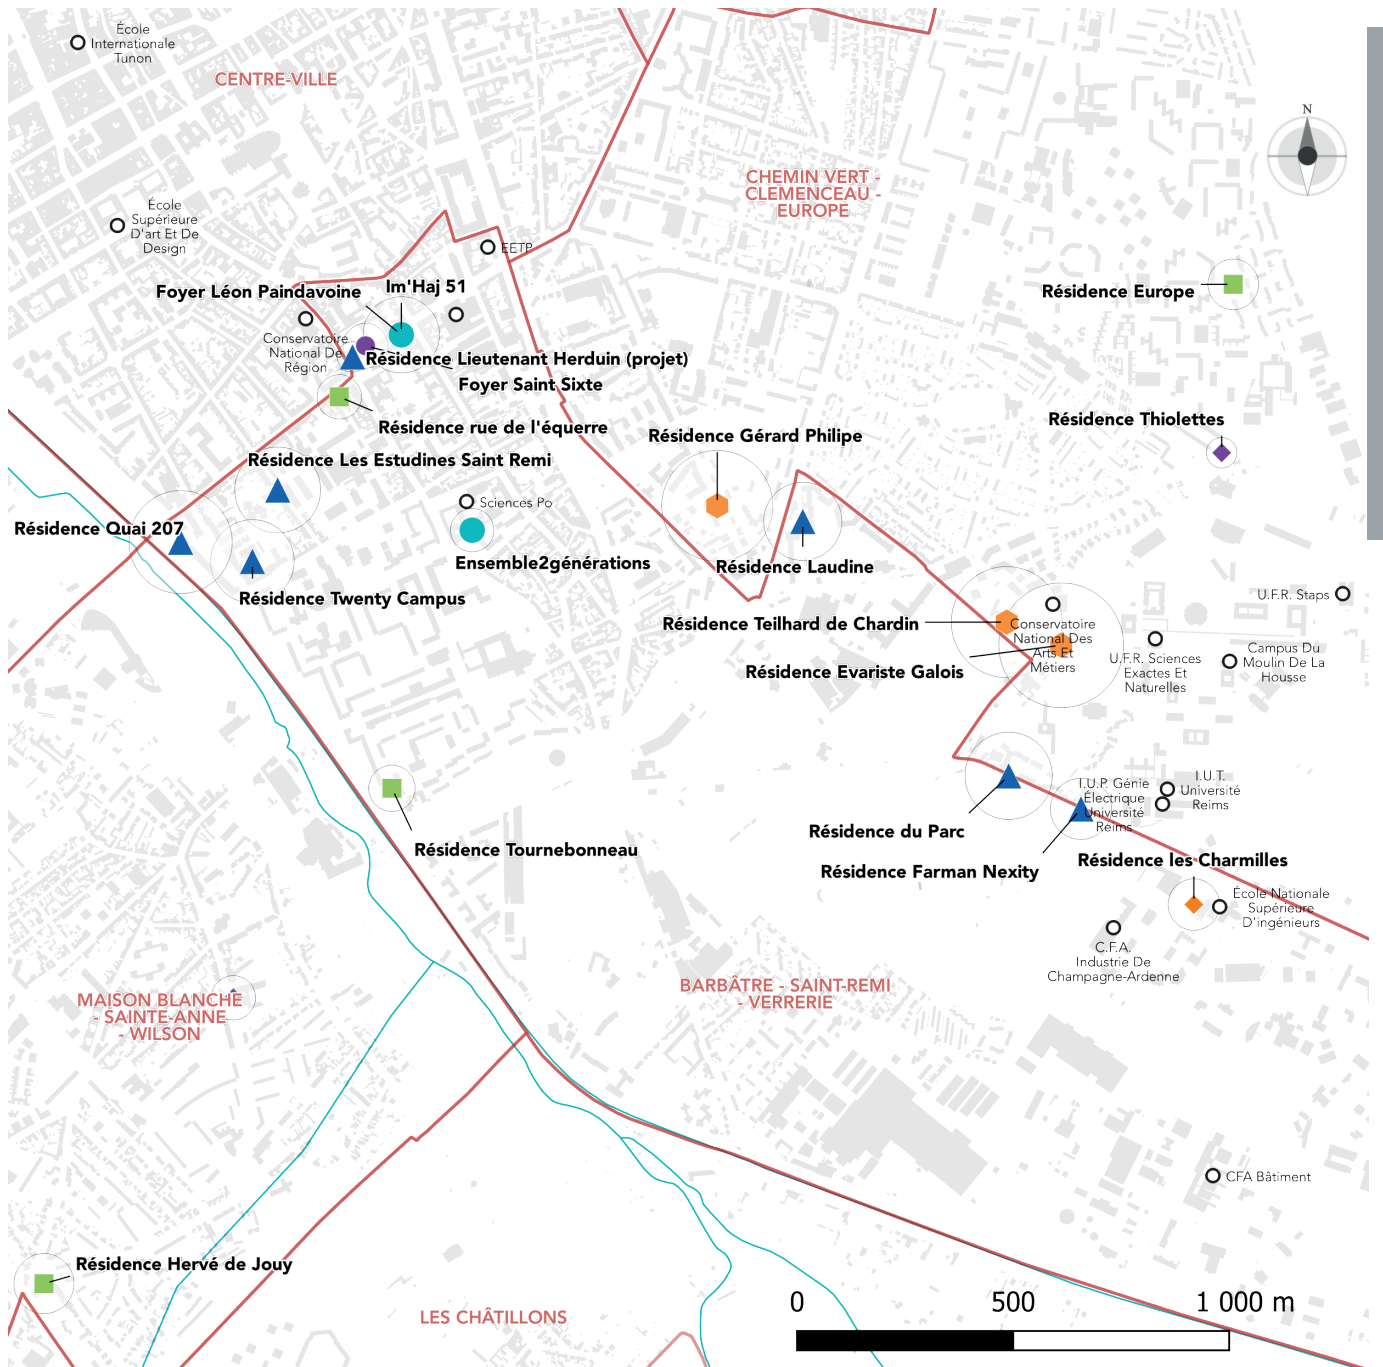 École
Internationale
Tunon
CENTRE-VILLE
N
CHEMIN VERT -
CLEMENCEAU -
EUROPE
École
Supérieure
D'art Et De
Design
EETP
Foyer Léon Paindavoine
Im'Haj 51
Résidence Europe
Conservatoire
National De
Région
Résidence Lieutenant Herduin (projet)
Foyer Saint Sixte
Résidence rue de l'équerre
Résidence Thiolettes
Résidence Gérard Philipe
Résidence Les Estudines Saint Remi
Sciences Po
Résidence Quai 207
Ensemble2générations
Résidence Laudine
Résidence Twenty Campus
U.F.R. Staps
Résidence Teilhard de Chardin
Conservatoire
National Des
Arts Et
Métiers
Résidence Evariste Galois
U.F.R. Sciences
Exactes Et
Naturelles
Campus Du
Moulin De La
Housse
I.U.P. Génie
Électrique
Université
Reims
I.U.T.
Université
Reims
Résidence du Parc
Résidence Tournebonneau
Résidence Farman Nexity
Résidence les Charmilles
École Nationale
Supérieure
D'ingénieurs
C.F.A.
Industrie De
Champagne-Ardenne
MAISON BLANCHE
- SAINTE-ANNE
- WILSON
BARBÂTRE - SAINT-REMI
- VERRERIE
CFA Bâtiment
Résidence Hervé de Jouy
LES CHÂTILLONS
0 500 1 000 m